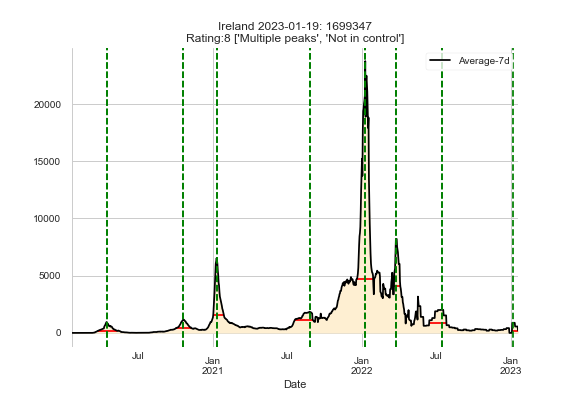 Ireland 2023-01-19: 1699347
Rating:8 ['Multiple peaks', 'Not in control']
Average-7d
20000
15000
10000
5000
0
Jul
Jan
2021
Jul
Jan
2022
Jul
Jan
2023
Date